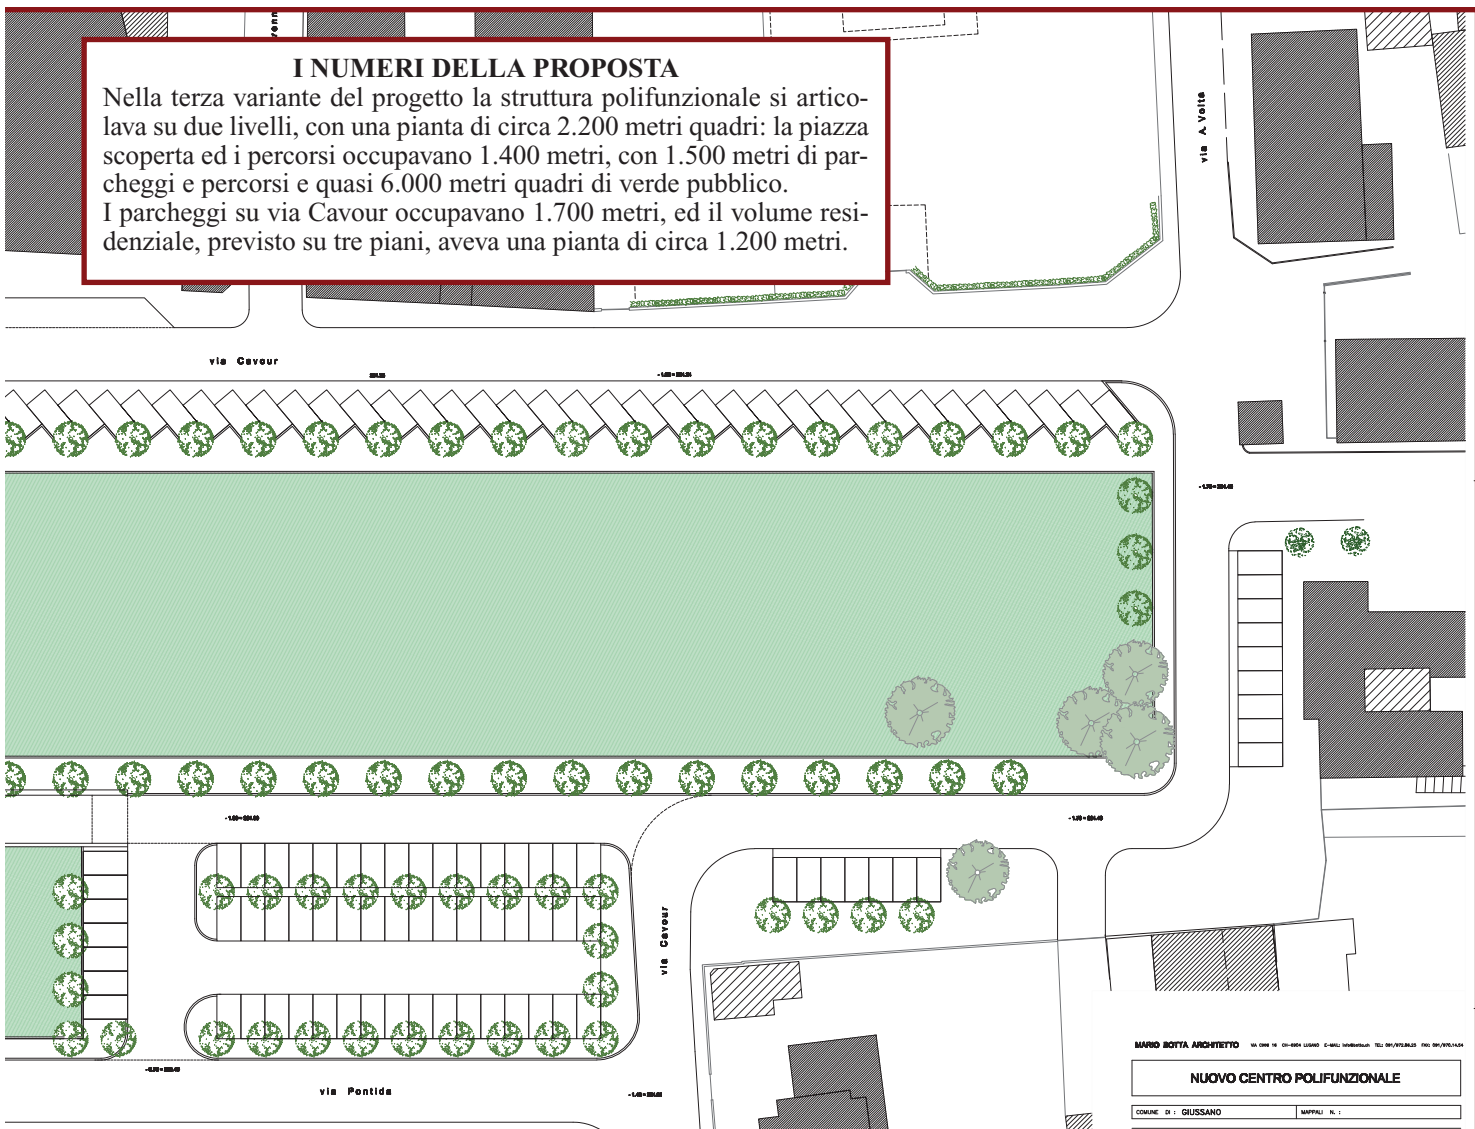 I NUMERI DELLA PROPOSTA
Nella terza variante del progetto la struttura polifunzionale si artico-
lava su due livelli, con una pianta di circa 2.200 metri quadri: la piazza
scoperta ed i percorsi occupavano 1.400 metri, con 1.500 metri di par-
cheggi e percorsi e quasi 6.000 metri quadri di verde pubblico.
I parcheggi su via Cavour occupavano 1.700 metri, ed il volume resi-
denziale, previsto su tre piani, aveva una pianta di circa 1.200 metri.
via A. Volta
via Cavour
via Cavour
via Pontida
MARIO BOTTA ARCHITETTO
NUOVO CENTRO POLIFUNZIONALE
COMUNE DI : GIUSSANO
MAPPALI N. :